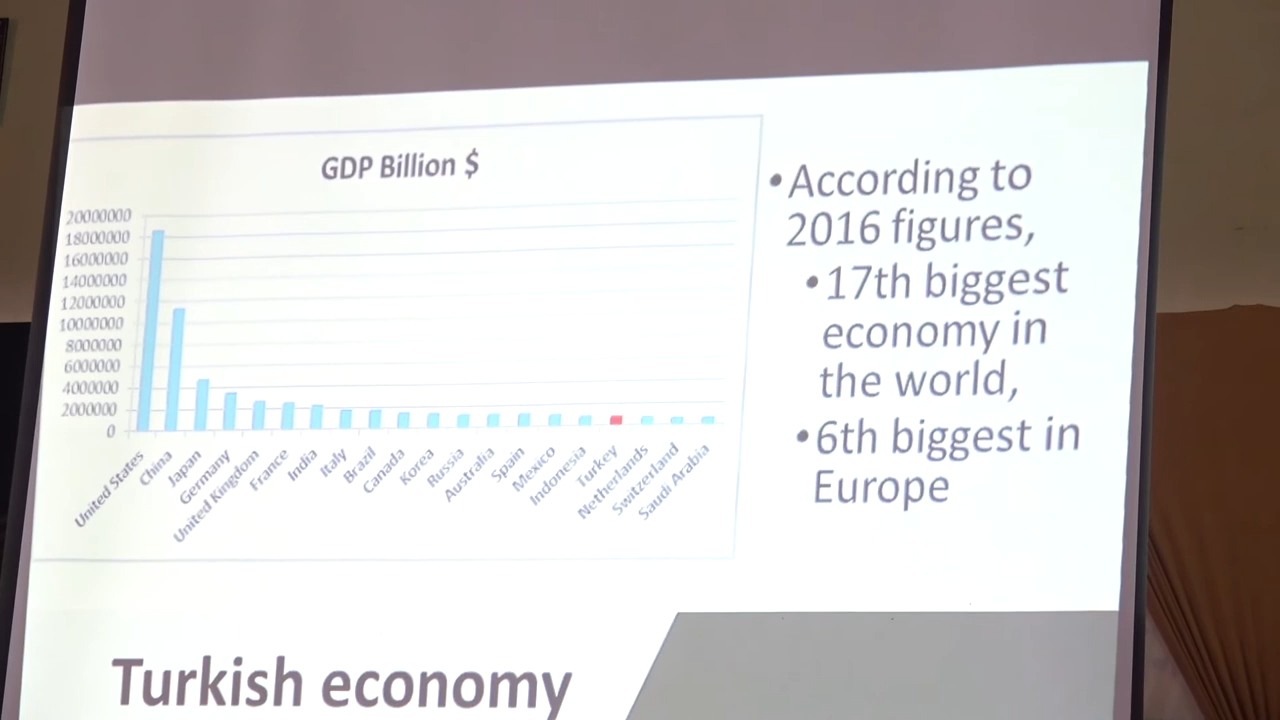 GDP Billion $
20000000
18000000
16000000
14000000
12000000
10000000
8000000
6000000
4000000
2000000
0
United States
China
Japan
Germany
United Kingdom
France
India
Italy
Brazil
Canada
Korea
Russia
Australia
Spain
Mexico
Indonesia
Turkey
Netherlands
Switzerland
Saudi Arabia
•According to
2016 figures,
•17th biggest
economy in
the world,
•6th biggest in
Europe
Turkish economy